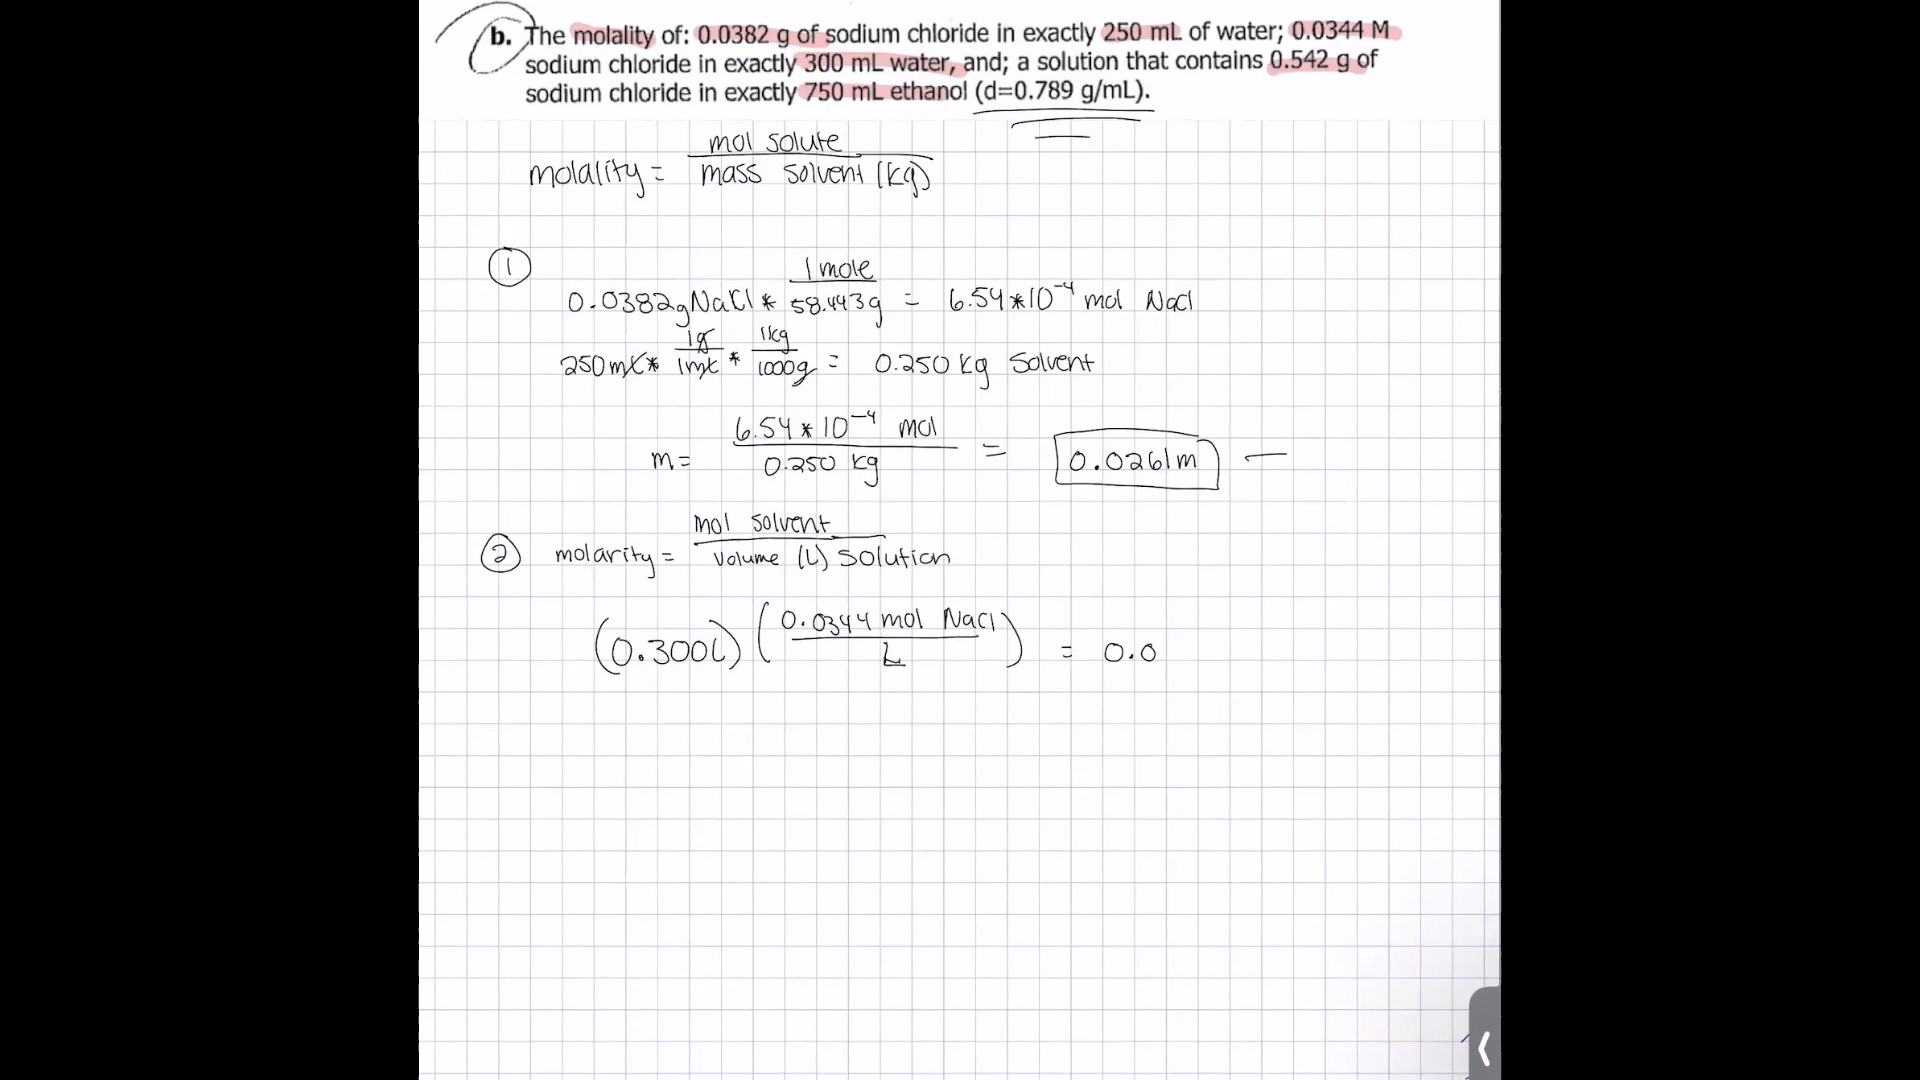 b. The molality of: 0.0382 g of sodium chloride in exactly 250 mL of water; 0.0344 M
sodium chloride in exactly 300 mL water, and; a solution that contains 0.542 g of
sodium chloride in exactly 750 mL ethanol (d=0.789 g/mL).
molality = mol solute / mass solvent (kg)
① 0.0382g NaCl * 1 mole / 58.443g = 6.54*10⁻⁴ mol NaCl
250mL * 1g / 1mL * 1kg / 1000g = 0.250 kg Solvent
m = 6.54*10⁻⁴ mol / 0.250 kg = 0.0261m —
② molarity = mol solvent / volume (L) solution
(0.300L) (0.0344 mol NaCl / L) = 0.0